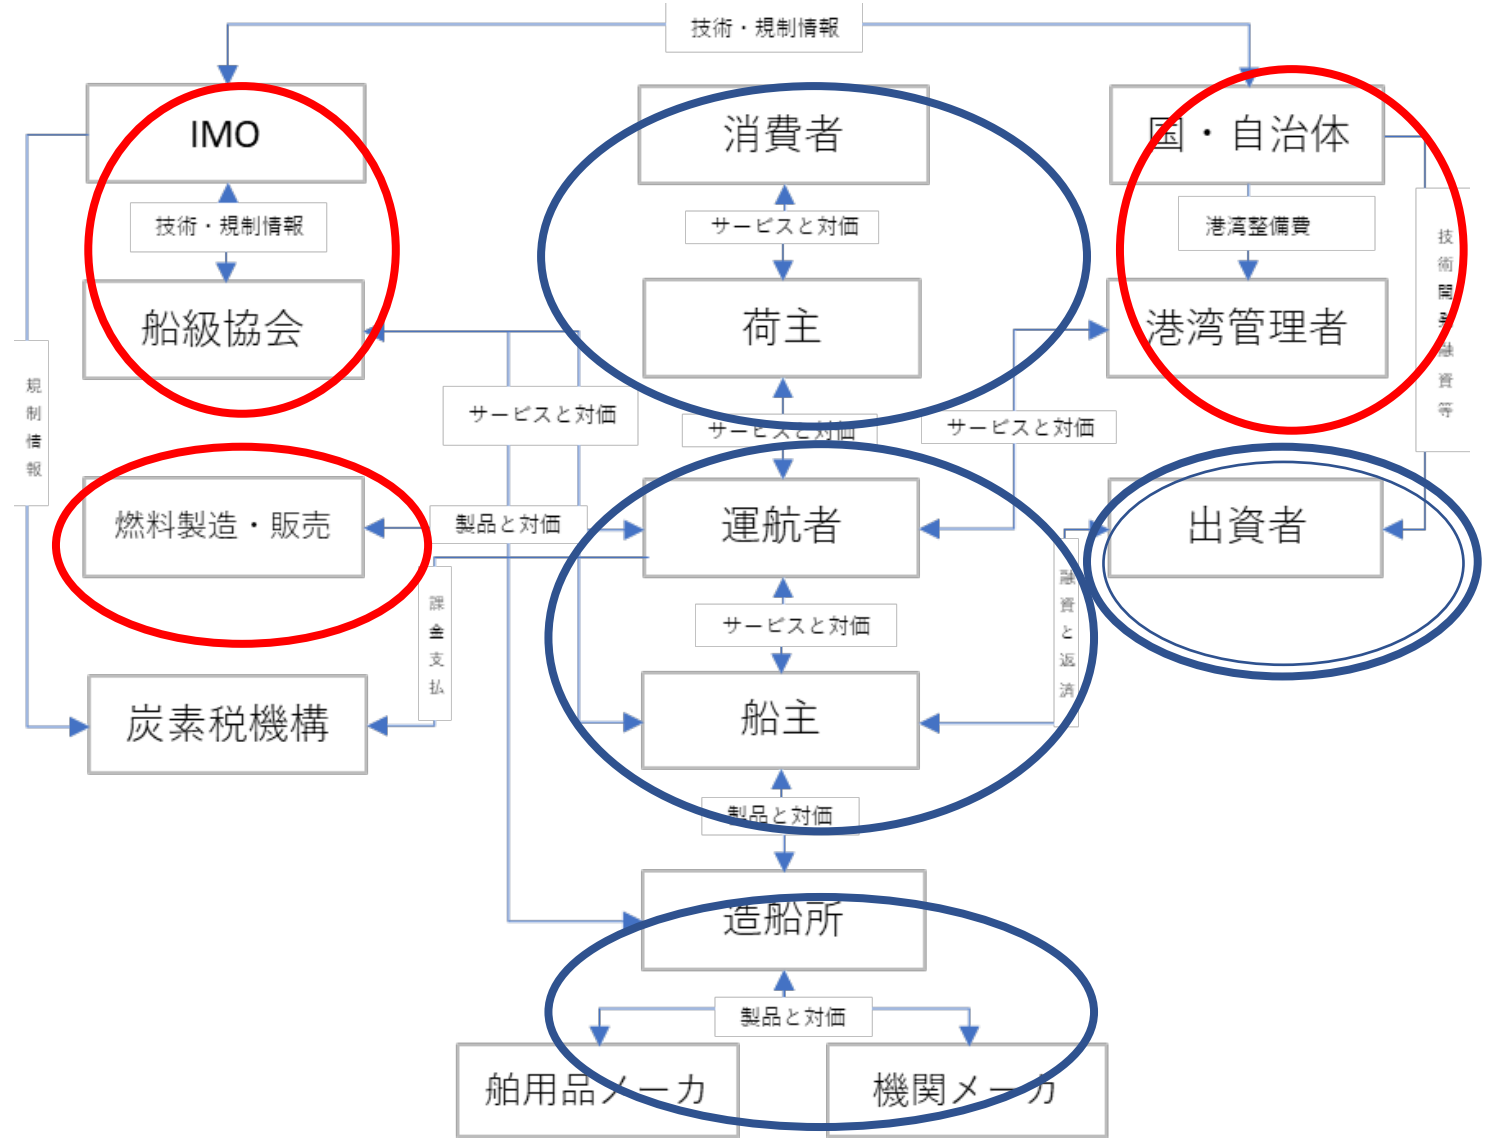 技術・規制情報
IMO
消費者
国・自治体
技術・規制情報
サービスと対価
港湾整備費
技術開発融資等
船級協会
荷主
港湾管理者
規制情報
サービスと対価
サービスと対価
サービスと対価
燃料製造・販売
製品と対価
運航者
出資者
課金支払
サービスと対価
融資と返済
炭素税機構
船主
製品と対価
造船所
製品と対価
舶用品メーカ
機関メーカ